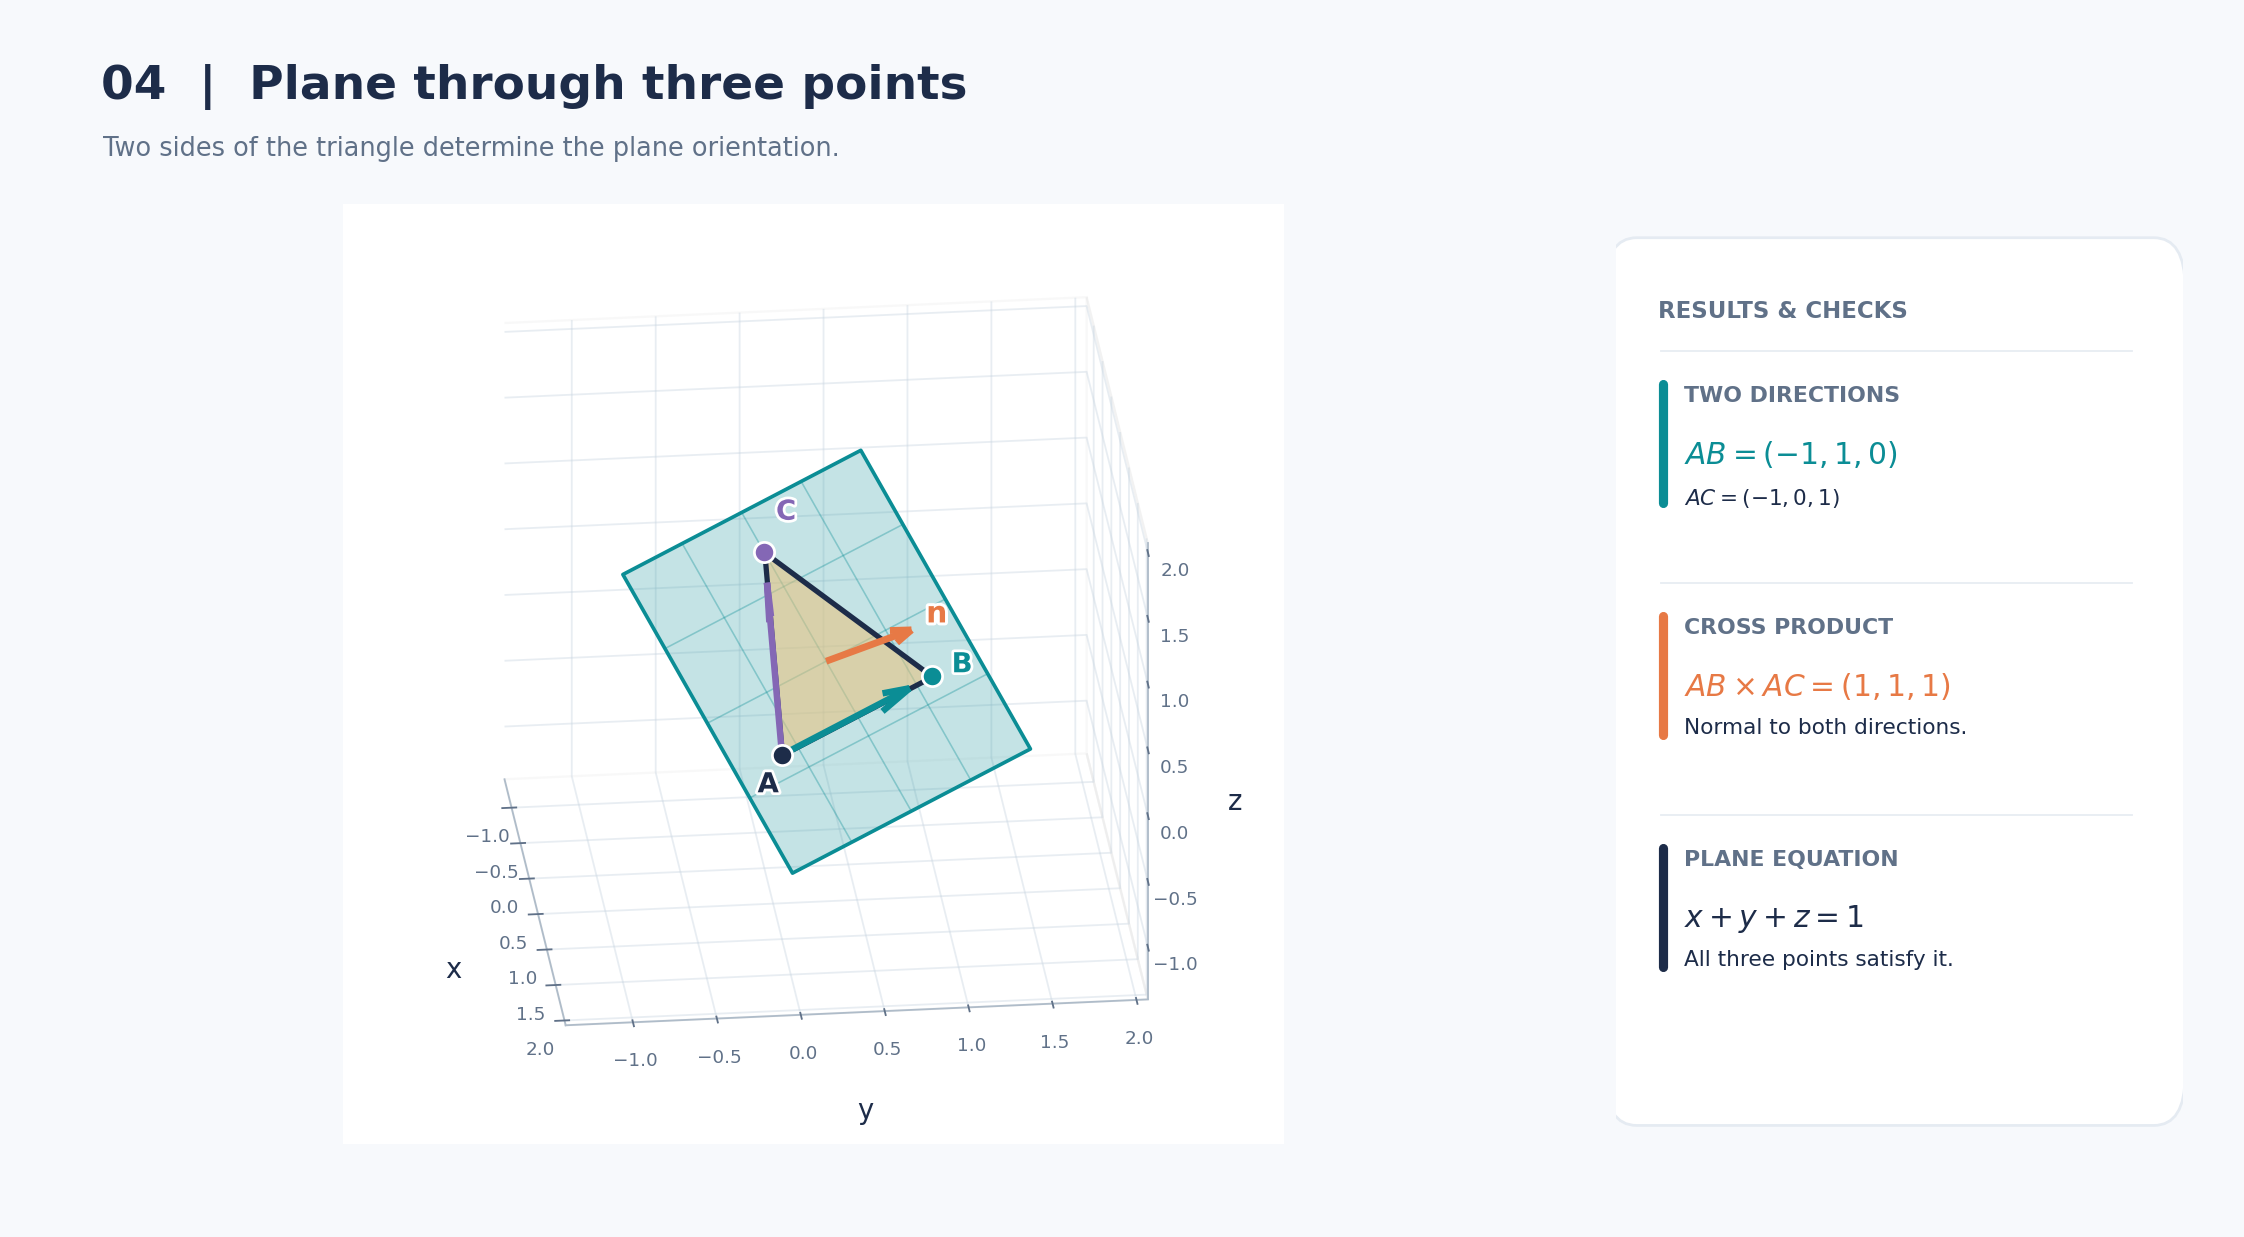 04 | Plane through three points
Two sides of the triangle determine the plane orientation.
C
n
B
A
−1.0
−0.5
0.0
0.5
1.0
1.5
2.0
x
−1.0
−0.5
0.0
0.5
1.0
1.5
2.0
y
2.0
1.5
1.0
0.5
0.0
−0.5
−1.0
z
RESULTS & CHECKS
TWO DIRECTIONS
AB = (−1, 1, 0)
AC = (−1, 0, 1)
CROSS PRODUCT
AB × AC = (1, 1, 1)
Normal to both directions.
PLANE EQUATION
x + y + z = 1
All three points satisfy it.